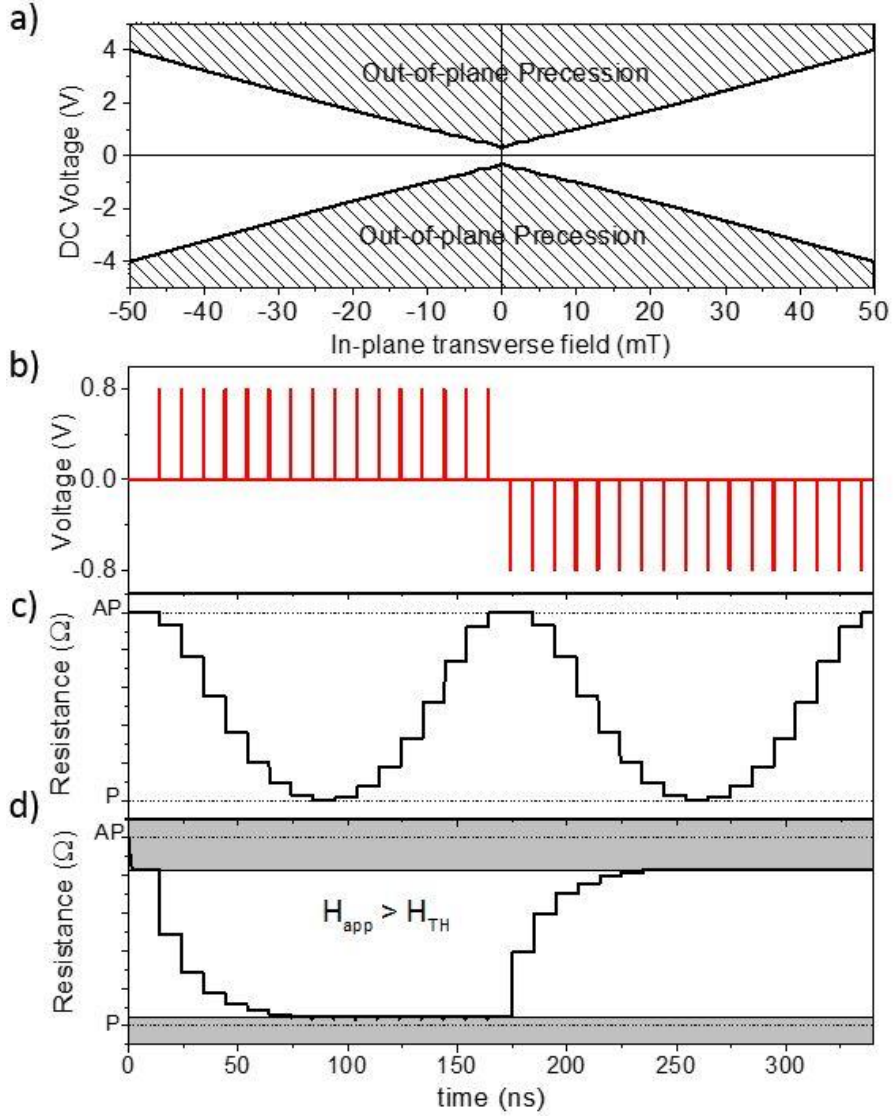 a)
DC Voltage (V)
4
2
0
-2
-4
Out-of-plane Precession
Out-of-plane Precession
-50 -40 -30 -20 -10 0 10 20 30 40 50
In-plane transverse field (mT)
b)
Voltage (V)
0.8
0.0
-0.8
c)
Resistance (Ω)
AP
P
d)
Resistance (Ω)
AP
H_app > H_TH
P
0 50 100 150 200 250 300
time (ns)